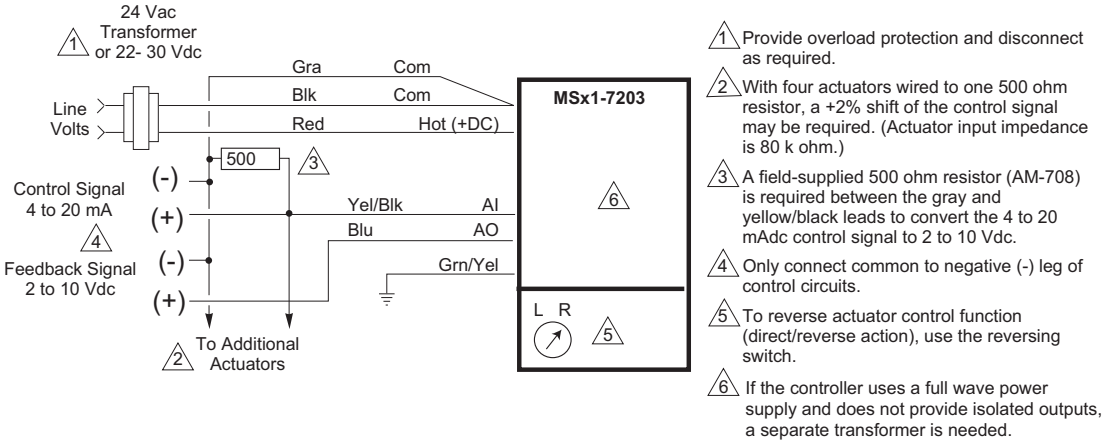 24 Vac
Transformer
or 22- 30 Vdc
1
Line
Volts
Gra Com
Blk Com
Red Hot (+DC)
500
3
Control Signal
4 to 20 mA
(-)
(+)
4
Feedback Signal
2 to 10 Vdc
(-)
(+)
Yel/Blk AI
Blu AO
Grn/Yel
2
To Additional
Actuators
MSx1-7203
6
L R
5
1 Provide overload protection and disconnect
as required.
2 With four actuators wired to one 500 ohm
resistor, a +2% shift of the control signal
may be required. (Actuator input impedance
is 80 k ohm.)
3 A field-supplied 500 ohm resistor (AM-708)
is required between the gray and
yellow/black leads to convert the 4 to 20
mAdc control signal to 2 to 10 Vdc.
4 Only connect common to negative (-) leg of
control circuits.
5 To reverse actuator control function
(direct/reverse action), use the reversing
switch.
6 If the controller uses a full wave power
supply and does not provide isolated outputs,
a separate transformer is needed.